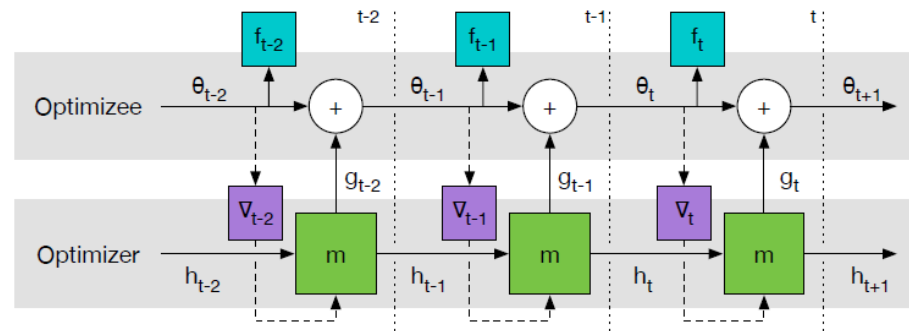 t-2 t-1 t
f_{t-2} f_{t-1} f_t
Optimizee θ_{t-2} + θ_{t-1} + θ_t + θ_{t+1}
g_{t-2} g_{t-1} g_t
∇_{t-2} ∇_{t-1} ∇_t
Optimizer m m m
h_{t-2} h_{t-1} h_t h_{t+1}